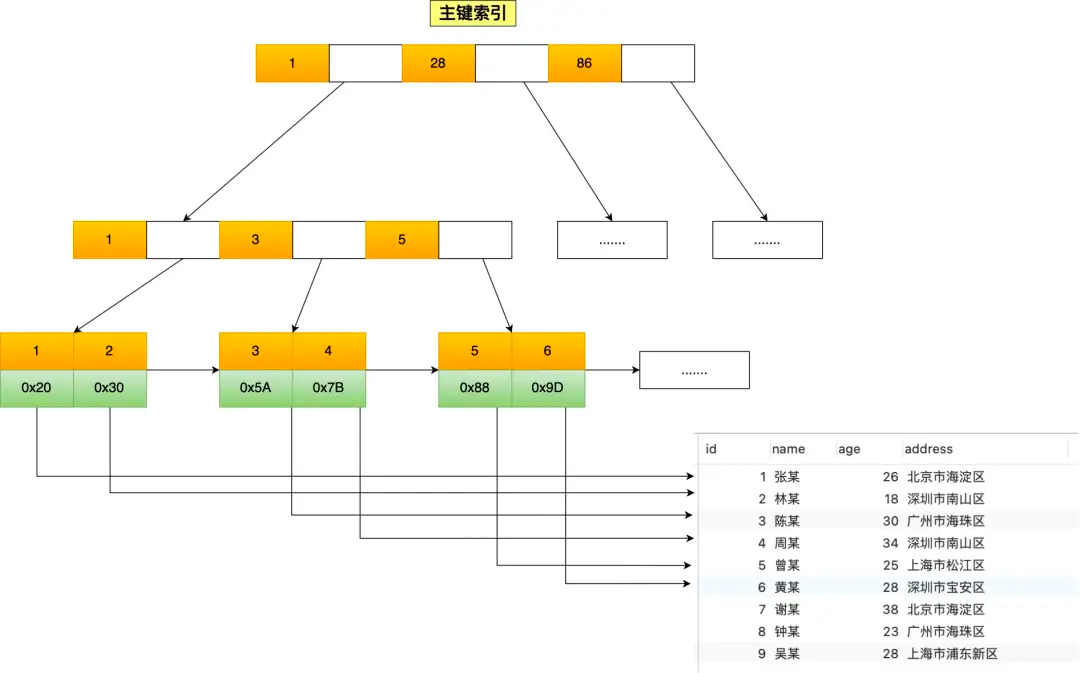 主键索引
1 28 86
1 3 5 ....... .......
1 2 3 4 5 6
0x20 0x30 0x5A 0x7B 0x88 0x9D
.......
id name age address
1 张某 26 北京市海淀区
2 林某 18 深圳市南山区
3 陈某 30 广州市海珠区
4 周某 34 深圳市南山区
5 曾某 25 上海市松江区
6 黄某 28 深圳市宝安区
7 谢某 38 北京市海淀区
8 钟某 23 广州市海珠区
9 吴某 28 上海市浦东新区